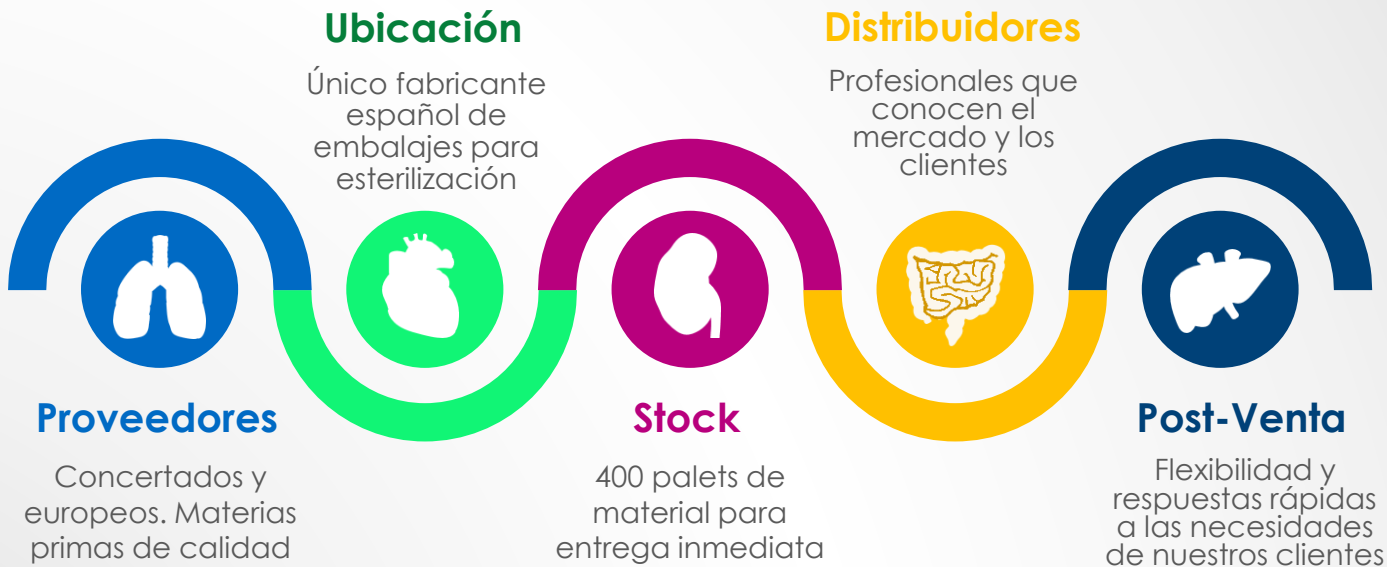 Ubicación
Único fabricante
español de
embalajes para
esterilización
Distribuidores
Profesionales que
conocen el
mercado y los
clientes
Proveedores
Concertados y
europeos. Materias
primas de calidad
Stock
400 palets de
material para
entrega inmediata
Post-Venta
Flexibilidad y
respuestas rápidas
a las necesidades
de nuestros clientes